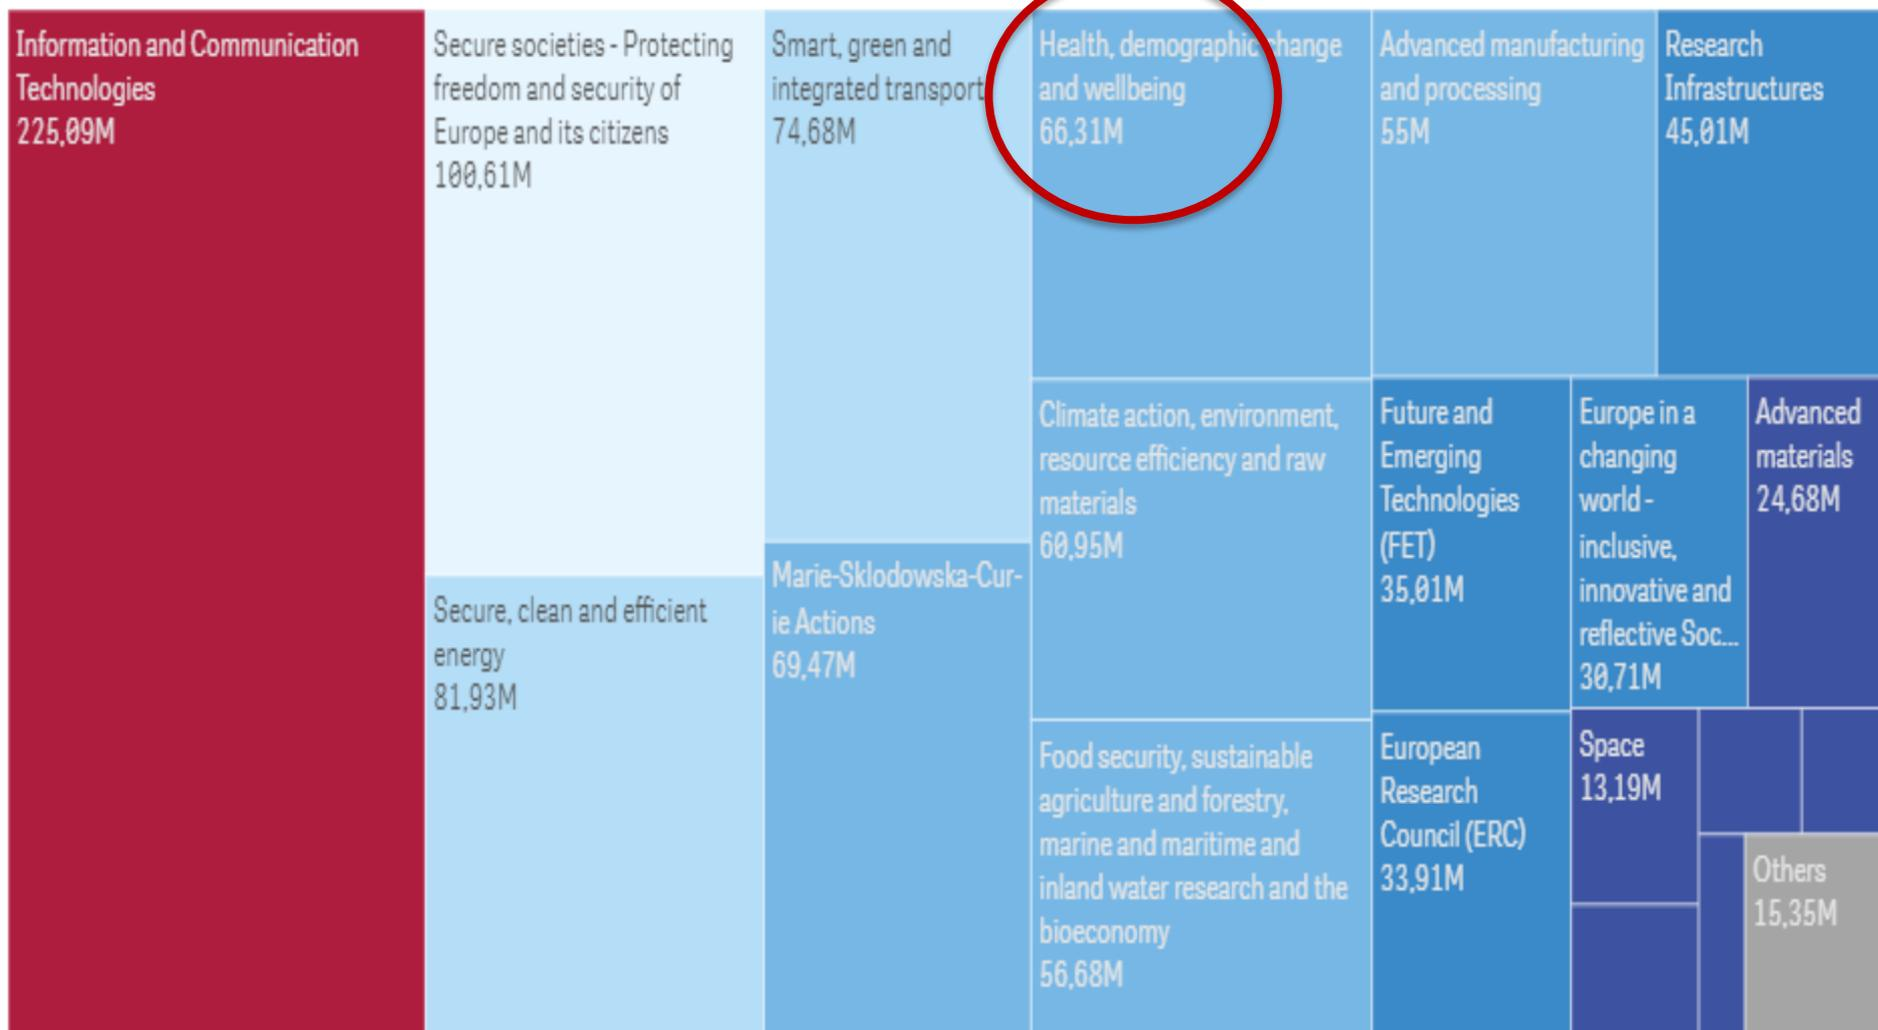 Information and Communication
Technologies
225,09M
Secure societies - Protecting
freedom and security of
Europe and its citizens
100,61M
Secure, clean and efficient
energy
81,93M
Smart, green and
integrated transport
74,68M
Marie-Sklodowska-Cur-
ie Actions
69,47M
Health, demographic change
and wellbeing
66,31M
Climate action, environment,
resource efficiency and raw
materials
60,95M
Food security, sustainable
agriculture and forestry,
marine and maritime and
inland water research and the
bioeconomy
56,68M
Advanced manufacturing
and processing
55M
Research
Infrastructures
45,01M
Future and
Emerging
Technologies
(FET)
35,01M
European
Research
Council (ERC)
33,91M
Europe in a
changing
world -
inclusive,
innovative and
reflective Soc...
30,71M
Advanced
materials
24,68M
Space
13,19M
Others
15,35M